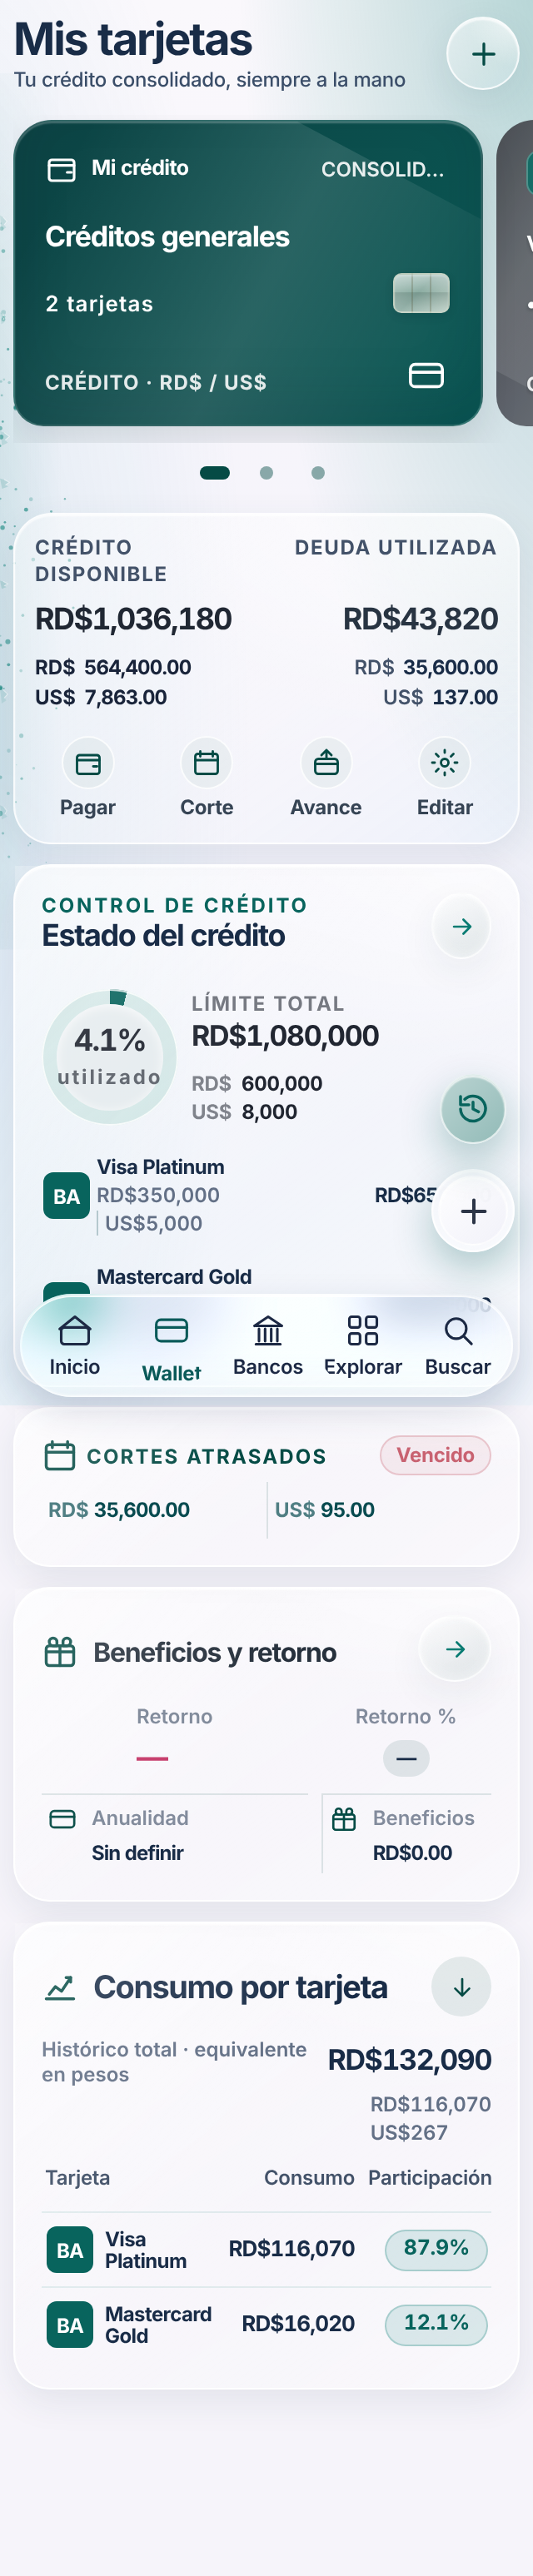 Mis tarjetas
Tu crédito consolidado, siempre a la mano
Mi crédito
CONSOLID...
Créditos generales
2 tarjetas
CRÉDITO · RD$ / US$
CRÉDITO DISPONIBLE
DEUDA UTILIZADA
RD$1,036,180
RD$43,820
RD$ 564,400.00
RD$ 35,600.00
US$ 7,863.00
US$ 137.00
Pagar
Corte
Avance
Editar
CONTROL DE CRÉDITO
Estado del crédito
4.1%
utilizado
LÍMITE TOTAL
RD$1,080,000
RD$ 600,000
US$ 8,000
BA
Visa Platinum
RD$350,000
US$5,000
Mastercard Gold
Inicio
Wallet
Bancos
Explorar
Buscar
CORTES ATRASADOS
Vencido
RD$ 35,600.00
US$ 95.00
Beneficios y retorno
Retorno
Retorno %
—
—
Anualidad
Sin definir
Beneficios
RD$0.00
Consumo por tarjeta
Histórico total · equivalente
en pesos
RD$132,090
RD$116,070
US$267
Tarjeta
Consumo
Participación
BA
Visa
Platinum
RD$116,070
87.9%
BA
Mastercard
Gold
RD$16,020
12.1%